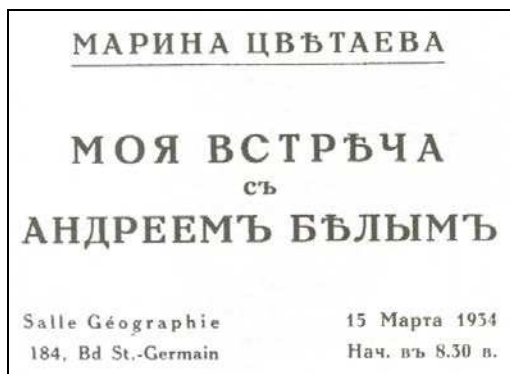 МАРИНА ЦВѢТАЕВА
МОЯ ВСТРѢЧА
съ
АНДРЕЕМЪ БѢЛЫМЪ
Salle Géographie
184, Bd St.-Germain
15 Марта 1934
Нач. въ 8.30 в.